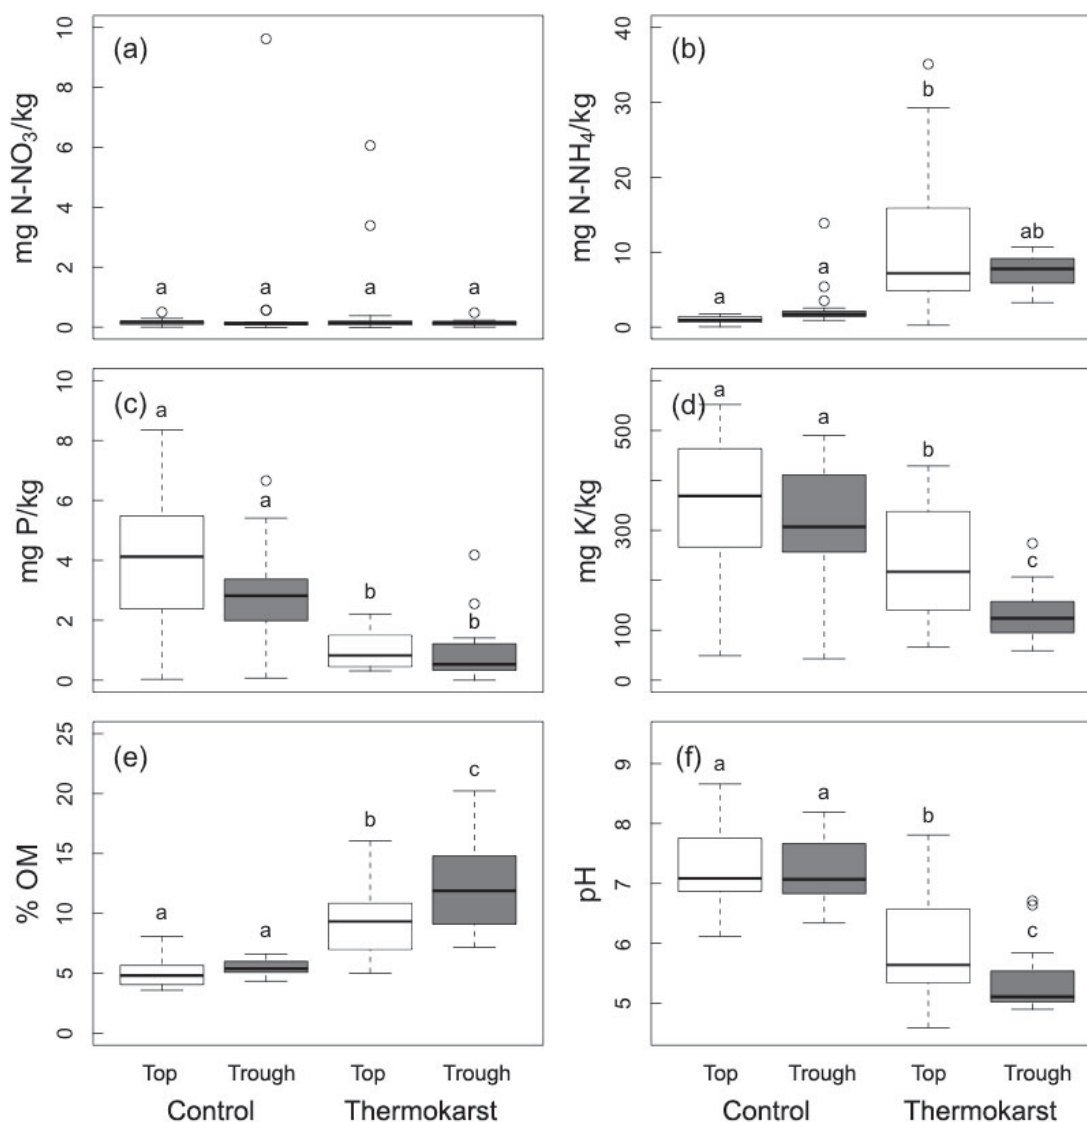 (a)
mg N-NO3/kg
10
8
6
4
2
0
a a a a
(b)
mg N-NH4/kg
40
30
20
10
0
a a b ab
(c)
mg P/kg
10
8
6
4
2
0
a a b b
(d)
mg K/kg
500
300
100
0
a a b c
(e)
% OM
25
20
15
10
5
0
a a b c
(f)
pH
9
8
7
6
5
a a b c
Top Trough Top Trough
Control Thermokarst
Top Trough Top Trough
Control Thermokarst